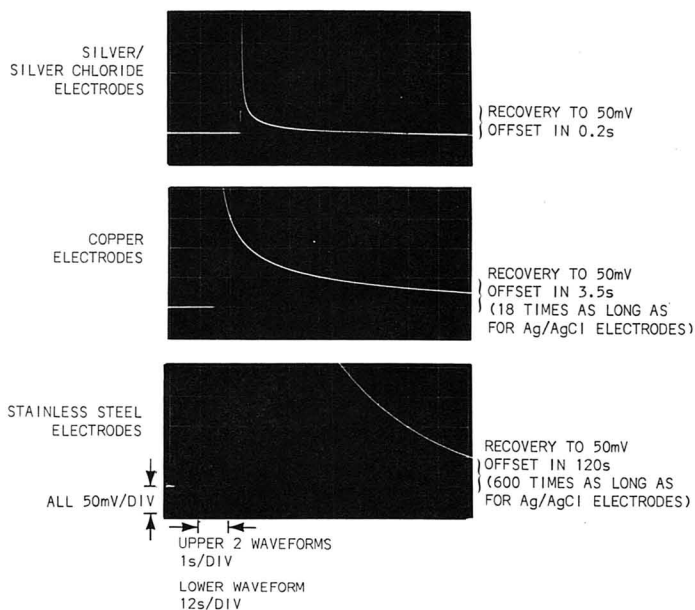 SILVER/
SILVER CHLORIDE
ELECTRODES
RECOVERY TO 50mV
OFFSET IN 0.2s
COPPER
ELECTRODES
RECOVERY TO 50mV
OFFSET IN 3.5s
(18 TIMES AS LONG AS
FOR Ag/AgCl ELECTRODES)
STAINLESS STEEL
ELECTRODES
RECOVERY TO 50mV
OFFSET IN 120s
(600 TIMES AS LONG AS
FOR Ag/AgCl ELECTRODES)
ALL 50mV/DIV
UPPER 2 WAVEFORMS
1s/DIV
LOWER WAVEFORM
12s/DIV